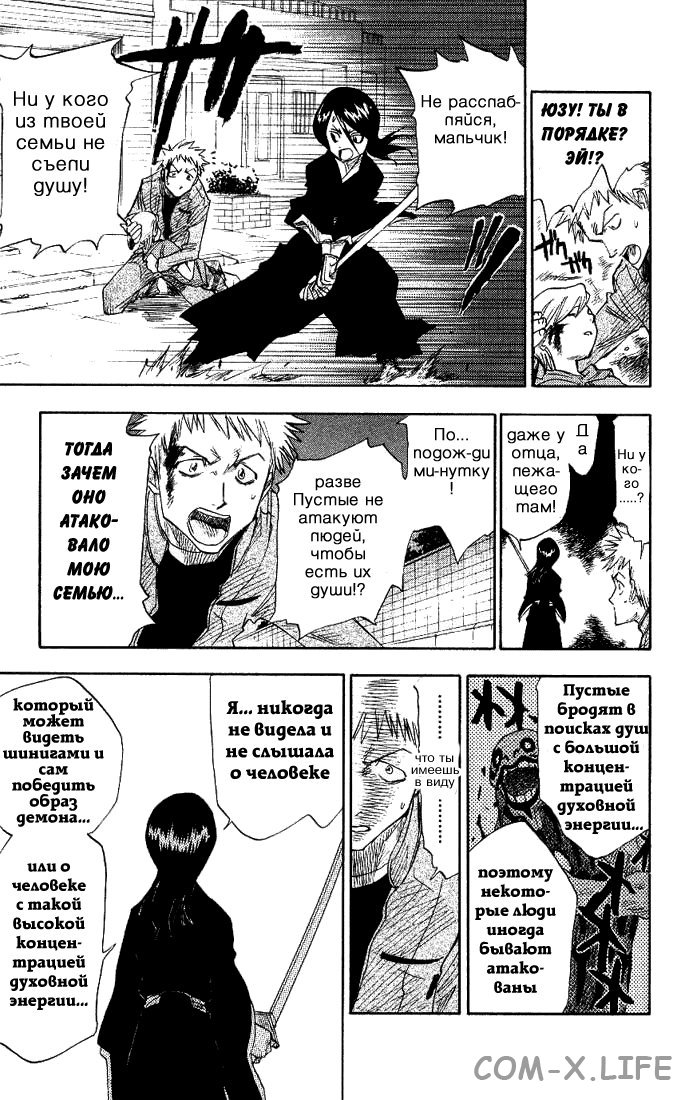 ЮЗУ! ТЫ В
ПОРЯДКЕ?
ЭЙ!?
Не расспаб-
пяйся,
мальчик!
Ни у кого
из твоей
семьи не
съепи
душу!
Ни у
ко
го
.....?
Д
а
даже у
отца,
пежа-
щего
там!
По...
подож-ди
ми-нутку
!
разве
Пустые не
атакуют
людей,
чтобы
есть их
души!?
ТОГДА
ЗАЧЕМ
ОНО
АТАКО-
ВАЛО
МОЮ
СЕМЬЮ...
Пустые
бродят в
поисках душ
с большой
концен-
трацией
духовной
энергии...
поэтому
некото-
рые люди
иногда
бывают
атако-
ваны
что ты
имеешь
в виду
Я... никогда
не видела и
не слышала
о человеке
который
может
видеть
шинигами и
сам
победить
образ
демона...
или о
человеке
с такой
высокой
концен-
трацией
духовной
энергии...
COM-X.LIFE